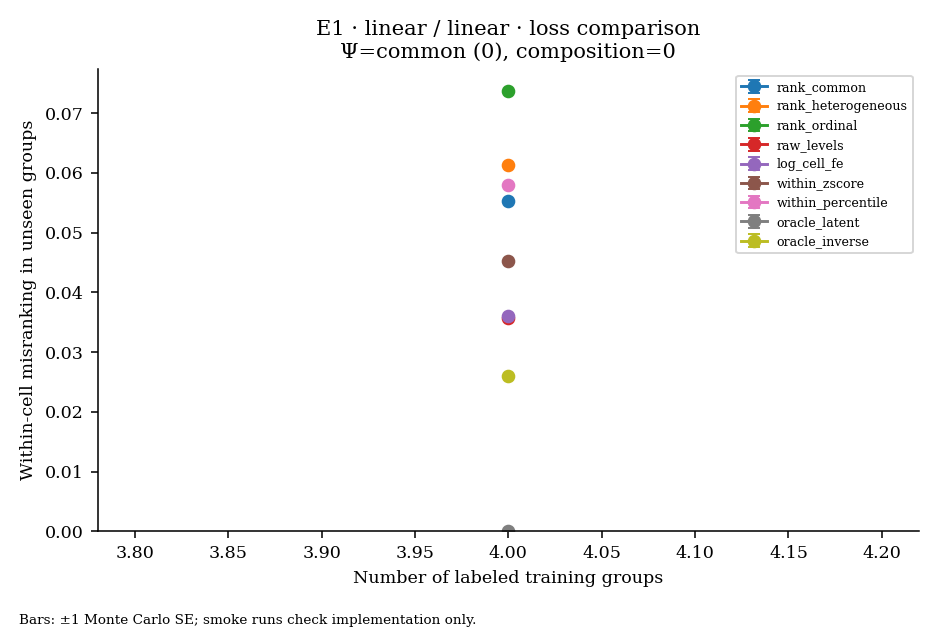 E1 · linear / linear · loss comparison
Ψ=common (0), composition=0
Within-cell misranking in unseen groups
0.07
0.06
0.05
0.04
0.03
0.02
0.01
0.00
rank_common
rank_heterogeneous
rank_ordinal
raw_levels
log_cell_fe
within_zscore
within_percentile
oracle_latent
oracle_inverse
3.80 3.85 3.90 3.95 4.00 4.05 4.10 4.15 4.20
Number of labeled training groups
Bars: ±1 Monte Carlo SE; smoke runs check implementation only.